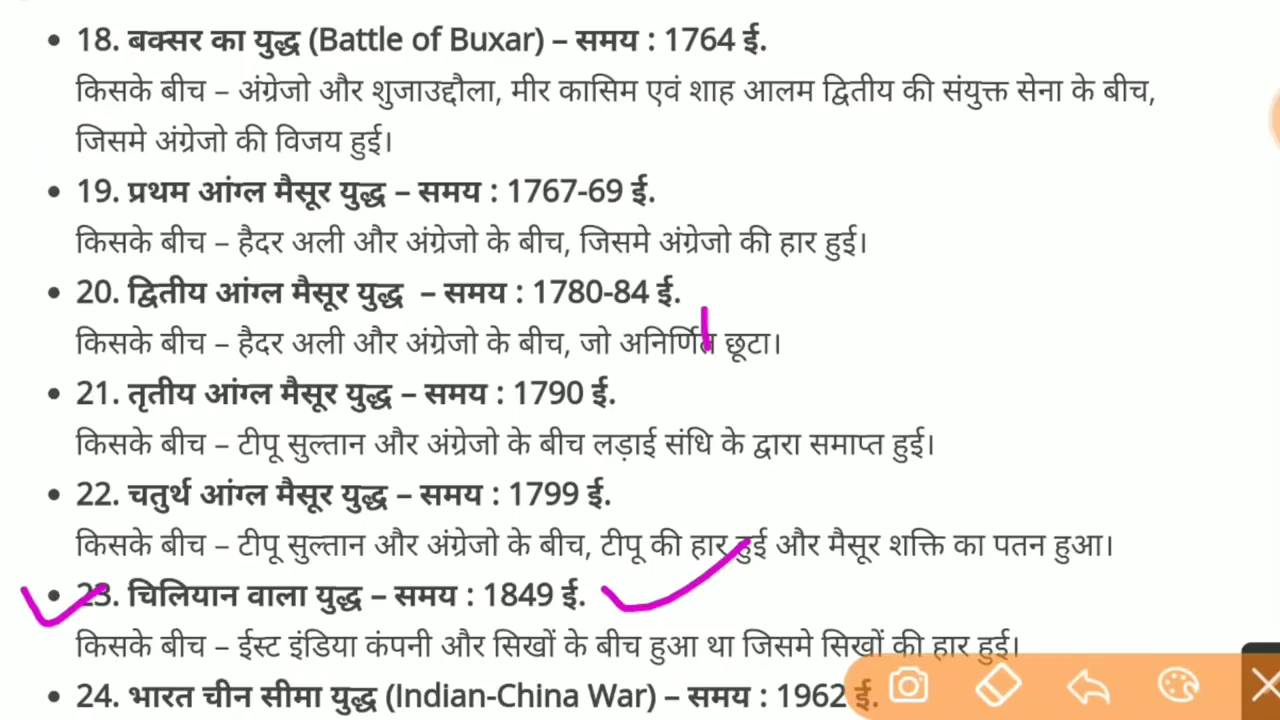 • 18. बक्सर का युद्ध (Battle of Buxar) – समय : 1764 ई.
किसके बीच – अंग्रेजो और शुजाउद्दौला, मीर कासिम एवं शाह आलम द्वितीय की संयुक्त सेना के बीच,
जिसमे अंग्रेजो की विजय हुई।
• 19. प्रथम आंग्ल मैसूर युद्ध – समय : 1767-69 ई.
किसके बीच – हैदर अली और अंग्रेजो के बीच, जिसमे अंग्रेजो की हार हुई।
• 20. द्वितीय आंग्ल मैसूर युद्ध – समय : 1780-84 ई.
किसके बीच – हैदर अली और अंग्रेजो के बीच, जो अनिर्णित छूटा।
• 21. तृतीय आंग्ल मैसूर युद्ध – समय : 1790 ई.
किसके बीच – टीपू सुल्तान और अंग्रेजो के बीच लड़ाई संधि के द्वारा समाप्त हुई।
• 22. चतुर्थ आंग्ल मैसूर युद्ध – समय : 1799 ई.
किसके बीच – टीपू सुल्तान और अंग्रेजो के बीच, टीपू की हार हुई और मैसूर शक्ति का पतन हुआ।
• 23. चिलियान वाला युद्ध – समय : 1849 ई.
किसके बीच – ईस्ट इंडिया कंपनी और सिखों के बीच हुआ था जिसमे सिखों की हार हुई।
• 24. भारत चीन सीमा युद्ध (Indian-China War) – समय : 1962 ई.